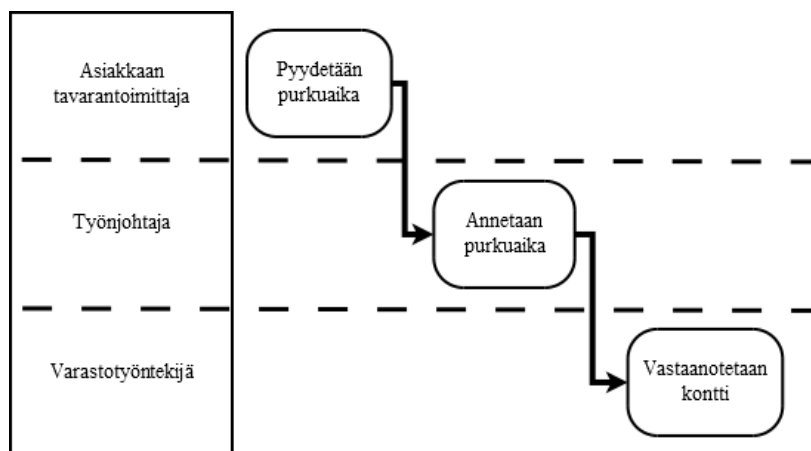 Asiakkaan
tavarantoimittaja
Pyydetään
purkuaika
Työnjohtaja
Annetaan
purkuaika
Varastotyöntekijä
Vastaanotetaan
kontti